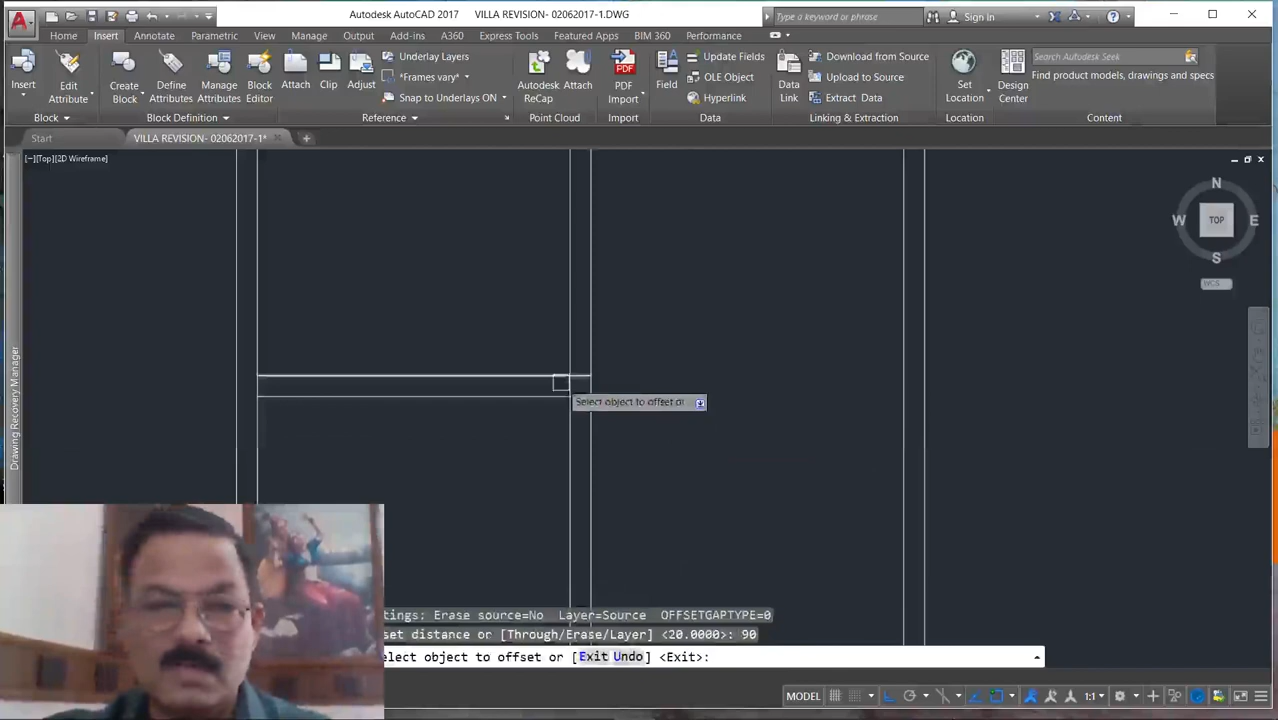 Autodesk AutoCAD 2017 VILLA REVISION- 02062017-1.DWG
Type a keyword or phrase
Sign In
Home Insert Annotate Parametric View Manage Output Add-ins A360 Express Tools Featured Apps BIM 360 Performance
Insert
Edit
Attribute
Create
Block
Define
Attributes
Manage
Attributes
Block
Editor
Attach
Clip
Adjust
Underlay Layers
*Frames vary*
Snap to Underlays ON
Autodesk
ReCap
Attach
PDF
Import
Field
Update Fields
OLE Object
Hyperlink
Data
Link
Download from Source
Upload to Source
Extract Data
Set
Location
Design
Center
Search Autodesk Seek
Find product models, drawings and specs
Block Block Definition Reference Point Cloud Import Data Linking & Extraction Content
Start VILLA REVISION- 02062017-1*
[−][Top][2D Wireframe]
N
W TOP E
S
WCS
Drawing Recovery Manager
Select object to offset or
tings: Erase source=No Layer=Source OFFSETGAPTYPE=0
set distance or [Through/Erase/Layer] <20.0000>: 90
elect object to offset or [Exit Undo] <Exit>:
MODEL 1:1